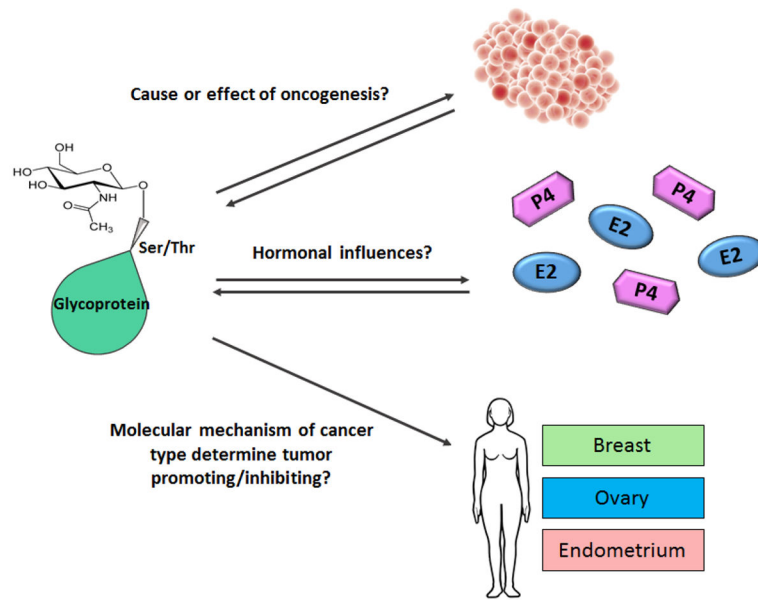 Cause or effect of oncogenesis?
OH
HO
HO
O
O
NH
O
CH3
Ser/Thr
Glycoprotein
Hormonal influences?
P4
P4
E2
E2
E2
P4
Molecular mechanism of cancer
type determine tumor
promoting/inhibiting?
Breast
Ovary
Endometrium